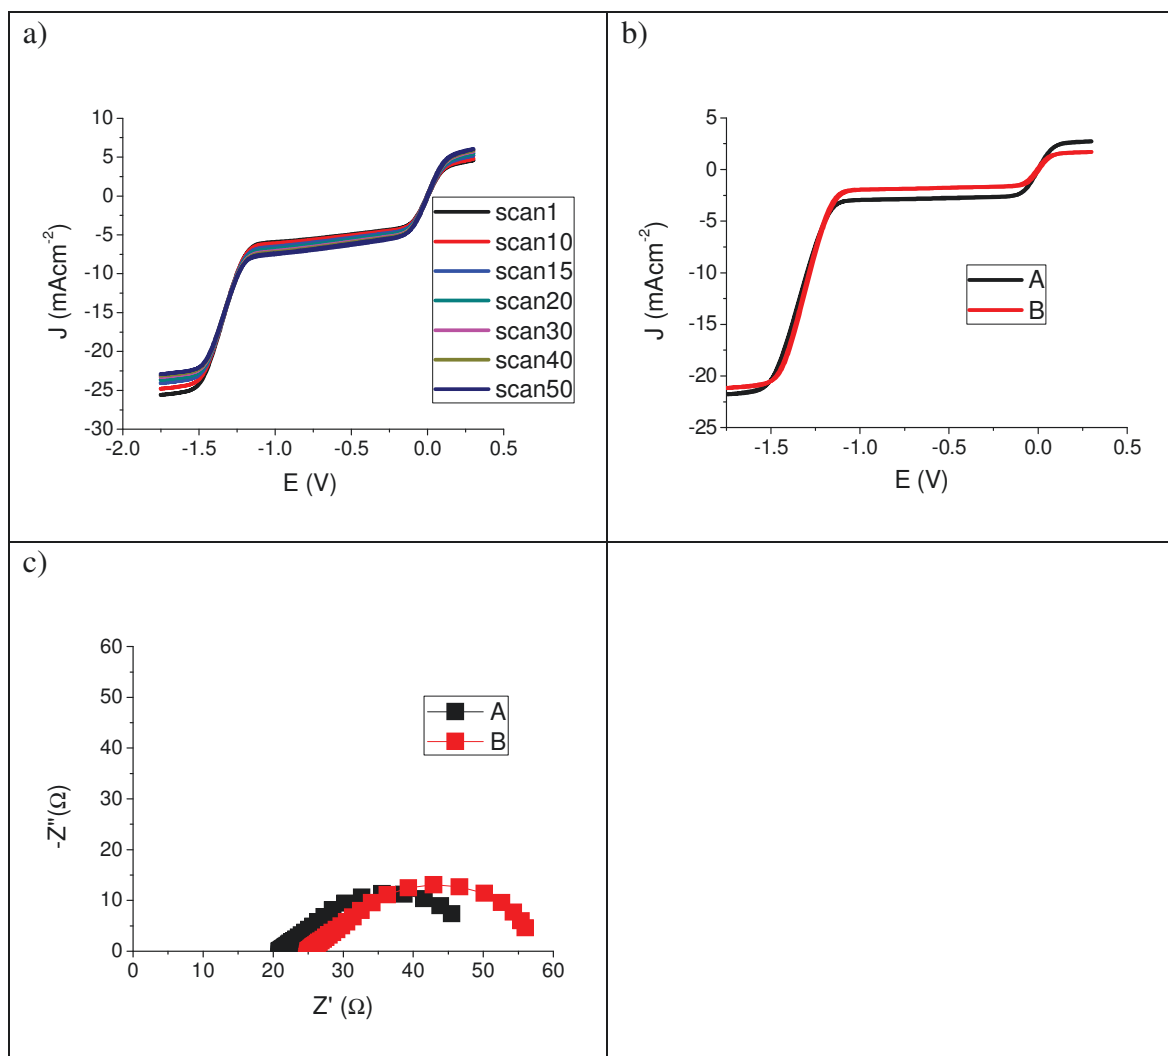 a)
10
5
0
-5
-10
-15
-20
-25
-30
J (mAcm-2)
-2.0 -1.5 -1.0 -0.5 0.0 0.5
E (V)
scan1
scan10
scan15
scan20
scan30
scan40
scan50
b)
5
0
-5
-10
-15
-20
-25
J (mAcm-2)
-1.5 -1.0 -0.5 0.0 0.5
E (V)
A
B
c)
60
50
40
30
20
10
0
-Z"(Ω)
0 10 20 30 40 50 60
Z' (Ω)
A
B